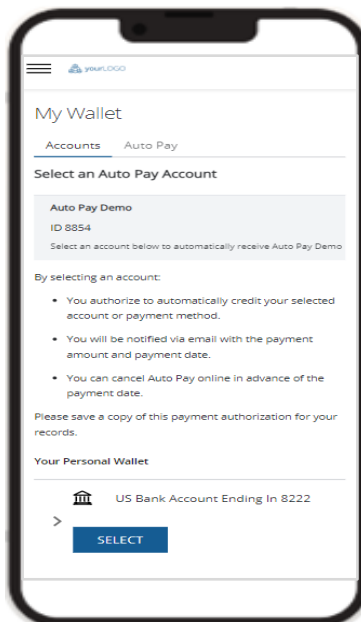 yourLOGO
My Wallet
Accounts Auto Pay
Select an Auto Pay Account
Auto Pay Demo
ID 8854
Select an account below to automatically receive Auto Pay Demo
By selecting an account:
• You authorize to automatically credit your selected
account or payment method.
• You will be notified via email with the payment
amount and payment date.
• You can cancel Auto Pay online in advance of the
payment date.
Please save a copy of this payment authorization for your
records.
Your Personal Wallet
US Bank Account Ending In 8222
SELECT